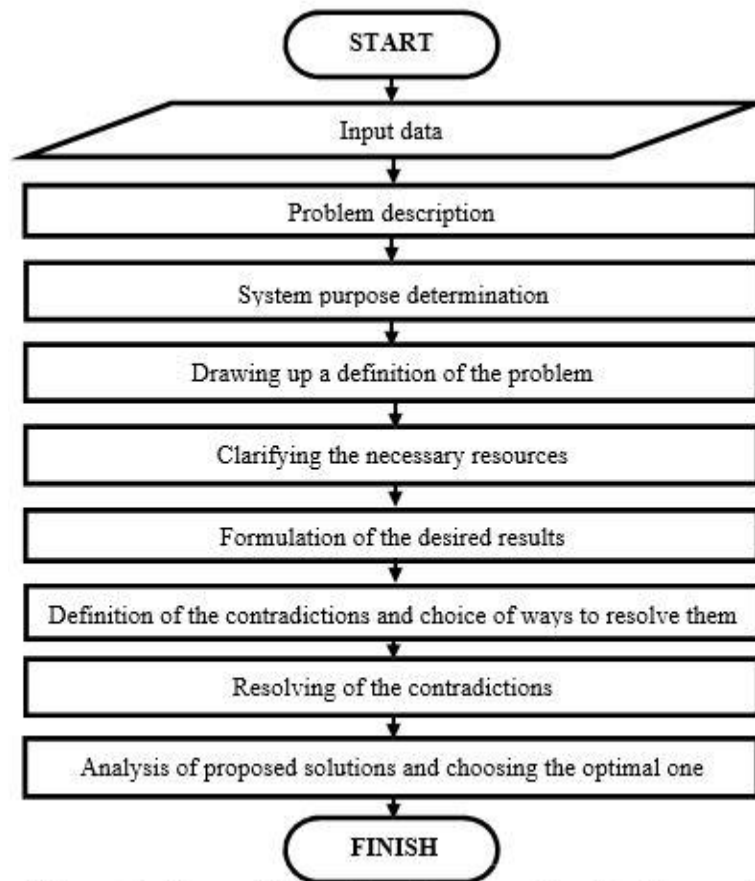 START
Input data
Problem description
System purpose determination
Drawing up a definition of the problem
Clarifying the necessary resources
Formulation of the desired results
Definition of the contradictions and choice of ways to resolve them
Resolving of the contradictions
Analysis of proposed solutions and choosing the optimal one
FINISH